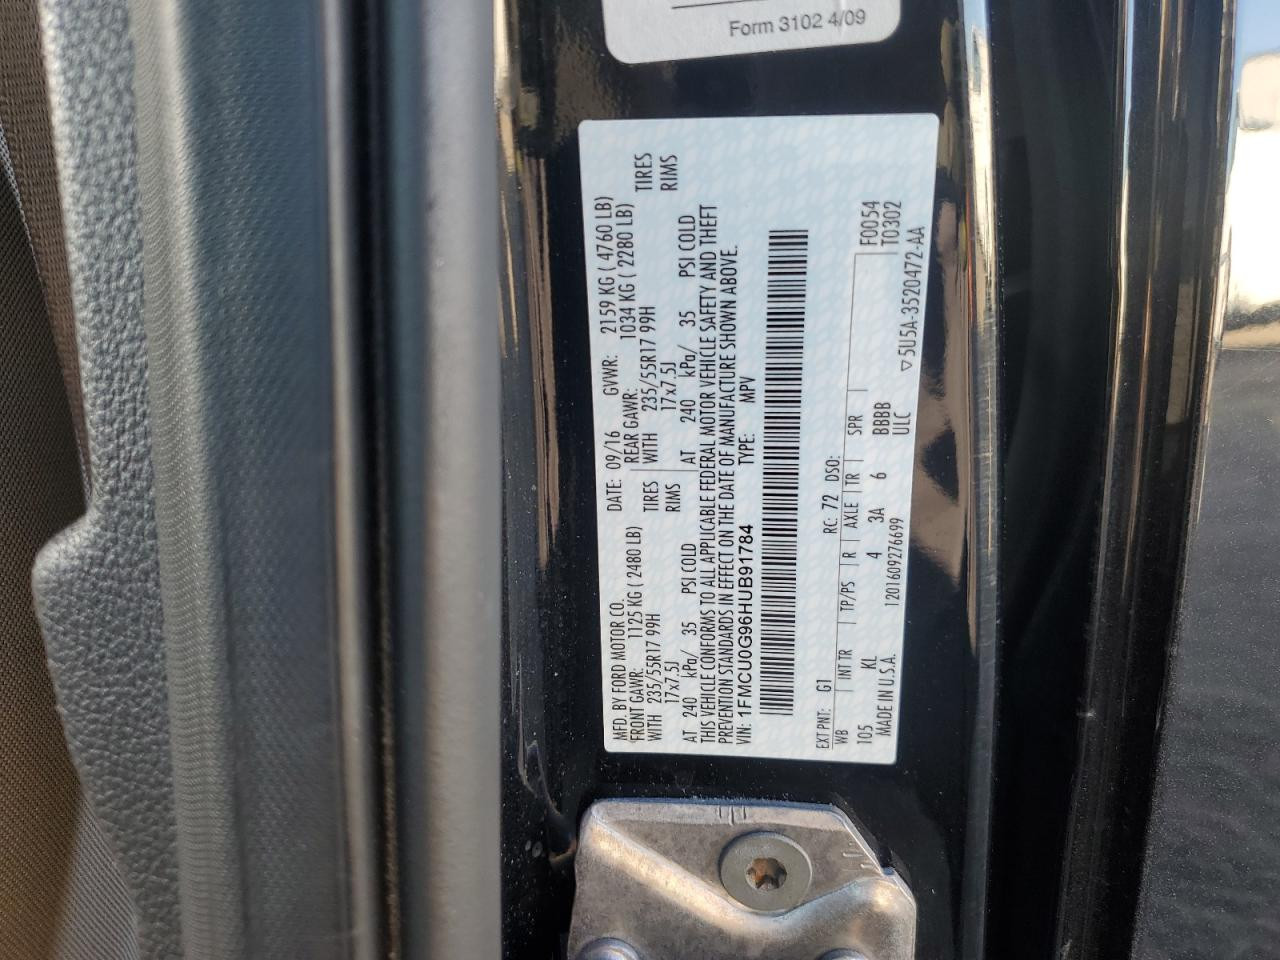 Form 3102 4/09
MFD. BY FORD MOTOR CO.
DATE: 09/16 GVWR: 2159 KG ( 4760 LB)
FRONT GAWR: 1125 KG ( 2480 LB)
REAR GAWR: 1034 KG ( 2280 LB)
WITH 235/55R17 99H TIRES
WITH 235/55R17 99H TIRES
17x7.5J RIMS
17x7.5J RIMS
AT 240 kPa/ 35 PSI COLD
AT 240 kPa/ 35 PSI COLD
THIS VEHICLE CONFORMS TO ALL APPLICABLE FEDERAL MOTOR VEHICLE SAFETY AND THEFT
PREVENTION STANDARDS IN EFFECT ON THE DATE OF MANUFACTURE SHOWN ABOVE.
VIN: 1FMCU0G96HUB91784 TYPE: MPV
EXT PNT: G1 RC: 72 DSO: F0054
WB INT TR TP/PS R AXLE TR SPR T0302
105 KL 4 3A 6 BBBB
MADE IN U.S.A. 1201609276699 ULC ▽5U5A-3520472-AA